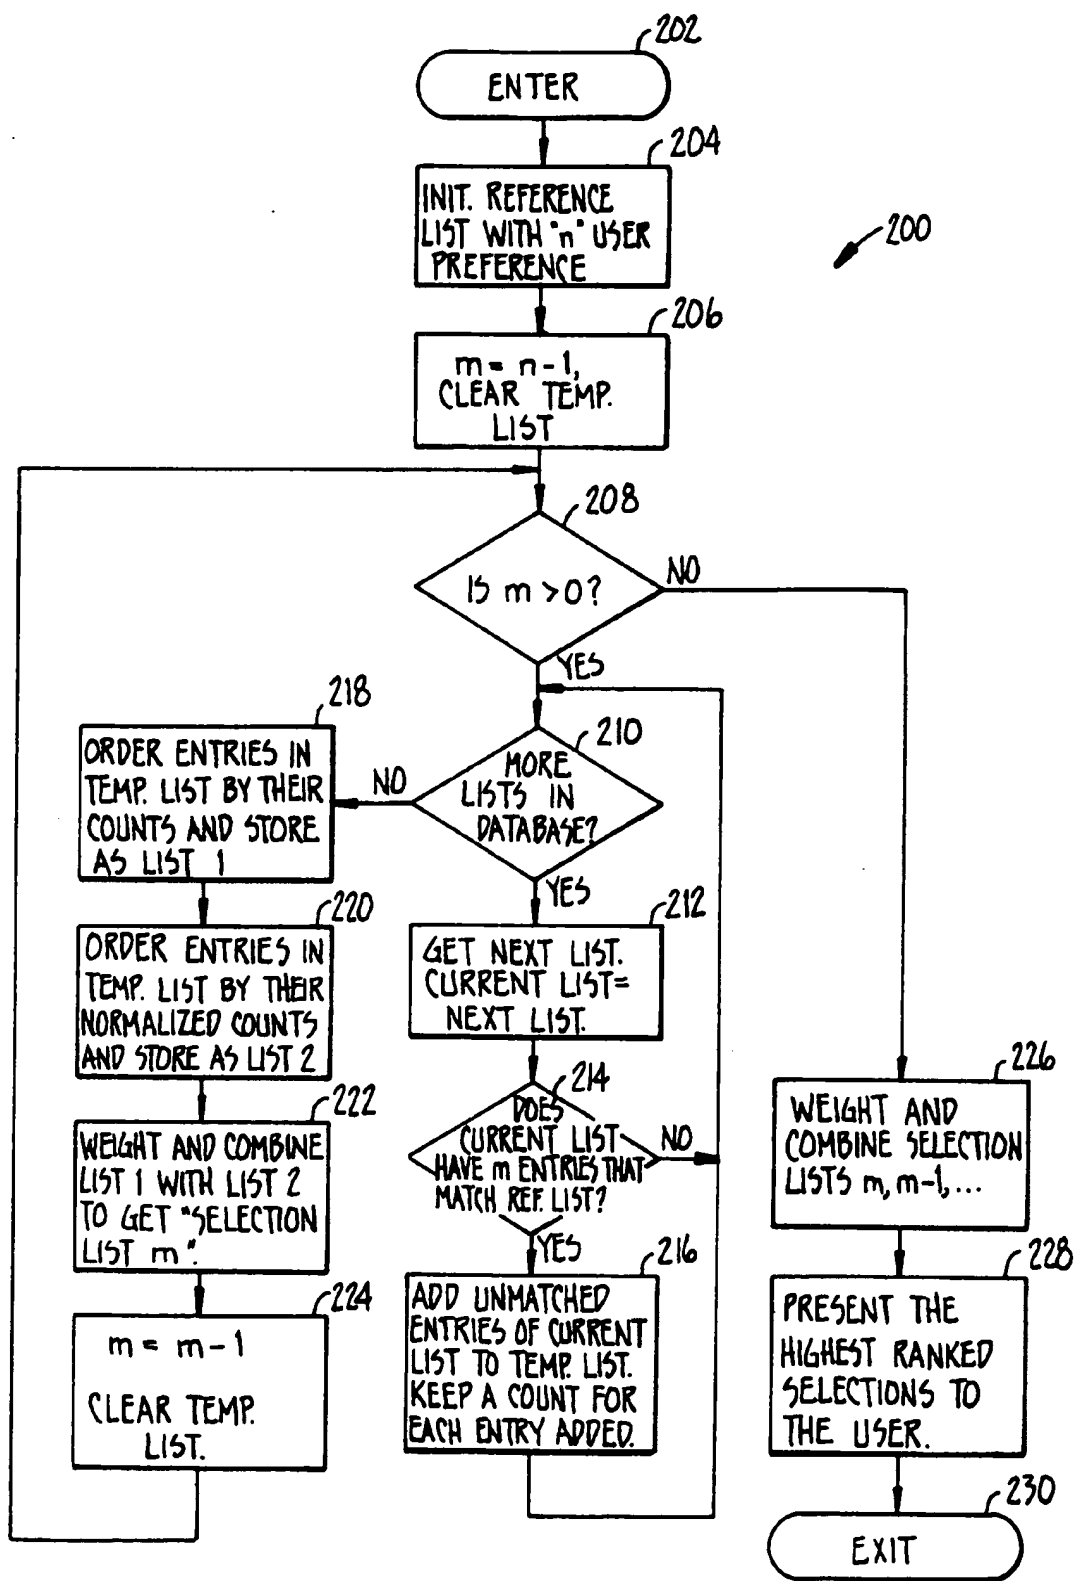 202
ENTER
204
INIT. REFERENCE
LIST WITH "n" USER
PREFERENCE
200
206
m = n - 1,
CLEAR TEMP.
LIST
208
IS m > 0?
NO
YES
210
MORE
LISTS IN
DATABASE?
NO
YES
218
ORDER ENTRIES IN
TEMP. LIST BY THEIR
COUNTS AND STORE
AS LIST 1
220
ORDER ENTRIES IN
TEMP. LIST BY THEIR
NORMALIZED COUNTS
AND STORE AS LIST 2
222
WEIGHT AND COMBINE
LIST 1 WITH LIST 2
TO GET "SELECTION
LIST m".
224
m = m - 1
CLEAR TEMP.
LIST.
212
GET NEXT LIST.
CURRENT LIST=
NEXT LIST.
214
DOES
CURRENT LIST
HAVE m ENTRIES THAT
MATCH REF. LIST?
NO
YES
216
ADD UNMATCHED
ENTRIES OF CURRENT
LIST TO TEMP. LIST.
KEEP A COUNT FOR
EACH ENTRY ADDED.
226
WEIGHT AND
COMBINE SELECTION
LISTS m, m-1, ...
228
PRESENT THE
HIGHEST RANKED
SELECTIONS TO
THE USER.
230
EXIT